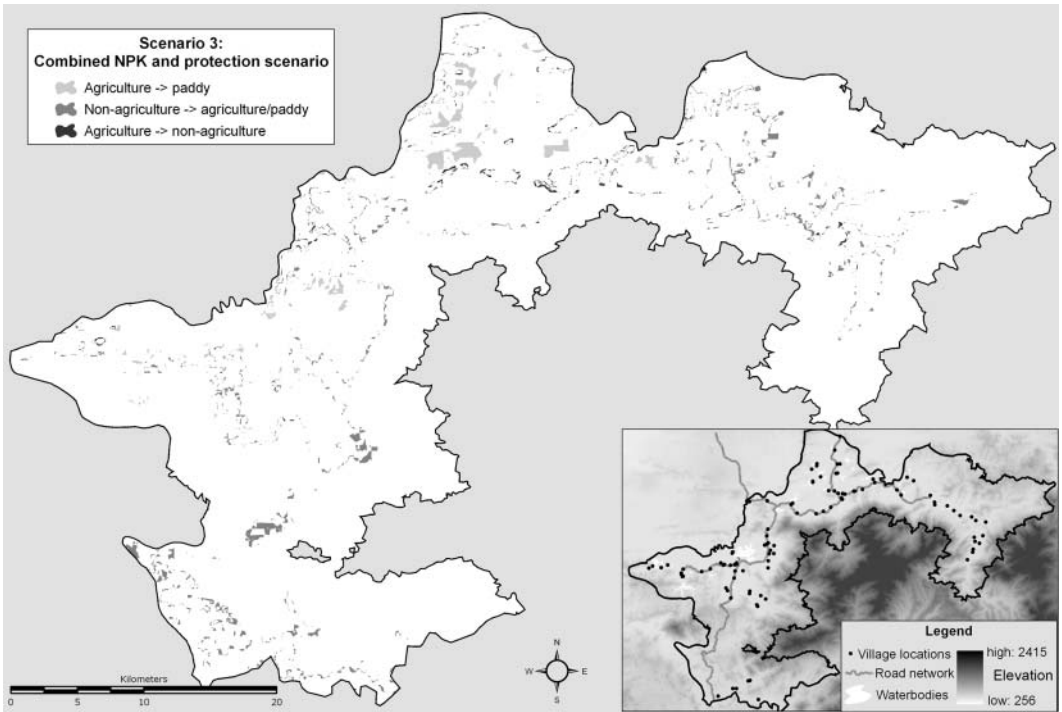 Scenario 3:
Combined NPK and protection scenario
Agriculture -> paddy
Non-agriculture -> agriculture/paddy
Agriculture -> non-agriculture
Kilometers
0 5 10 20
N
W E
S
Legend
Village locations
Road network
Waterbodies
high: 2415
Elevation
low: 256